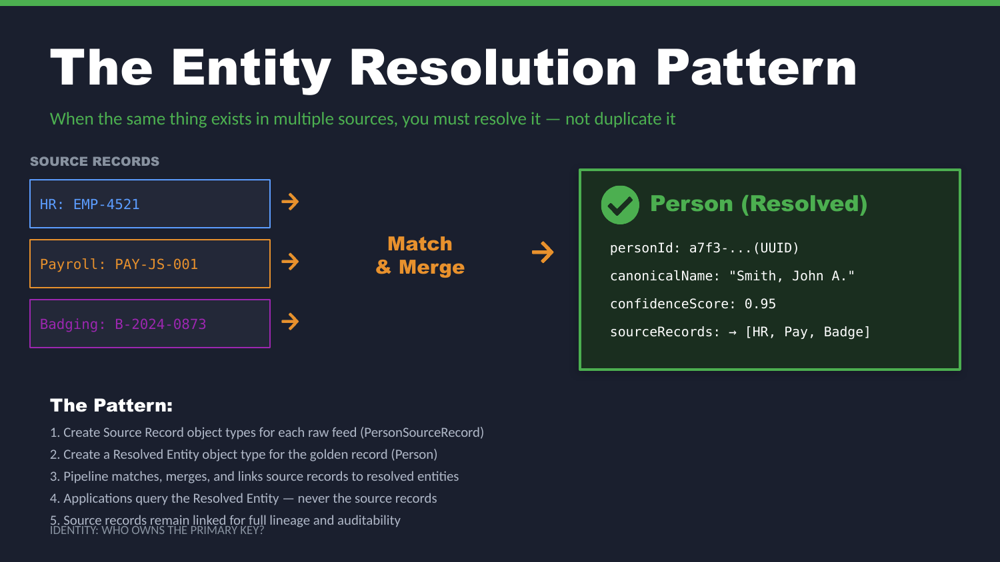 The Entity Resolution Pattern
When the same thing exists in multiple sources, you must resolve it — not duplicate it
SOURCE RECORDS
HR: EMP-4521
Payroll: PAY-JS-001
Badging: B-2024-0873
Match
& Merge
Person (Resolved)
personId: a7f3-...(UUID)
canonicalName: "Smith, John A."
confidenceScore: 0.95
sourceRecords: → [HR, Pay, Badge]
The Pattern:
1. Create Source Record object types for each raw feed (PersonSourceRecord)
2. Create a Resolved Entity object type for the golden record (Person)
3. Pipeline matches, merges, and links source records to resolved entities
4. Applications query the Resolved Entity — never the source records
5. Source records remain linked for full lineage and auditability
IDENTITY: WHO OWNS THE PRIMARY KEY?